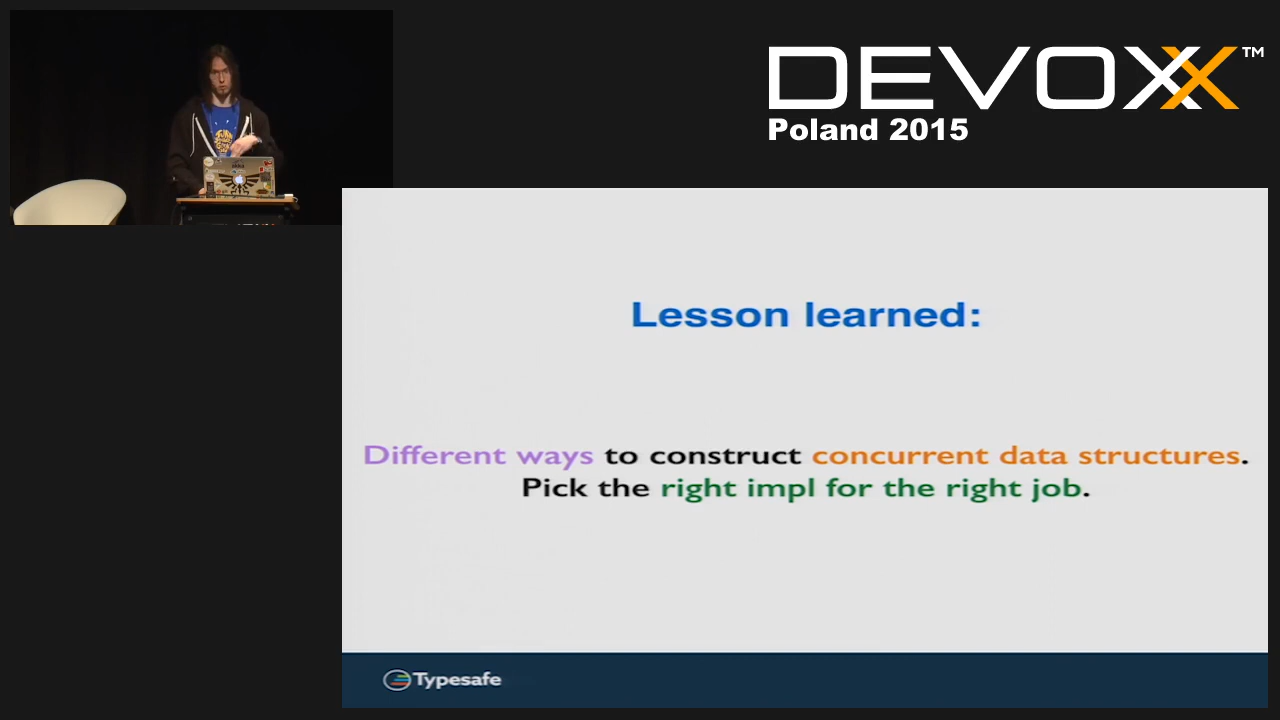 DEVOXX™
Poland 2015
Lesson learned:
Different ways to construct concurrent data structures.
Pick the right impl for the right job.
Typesafe